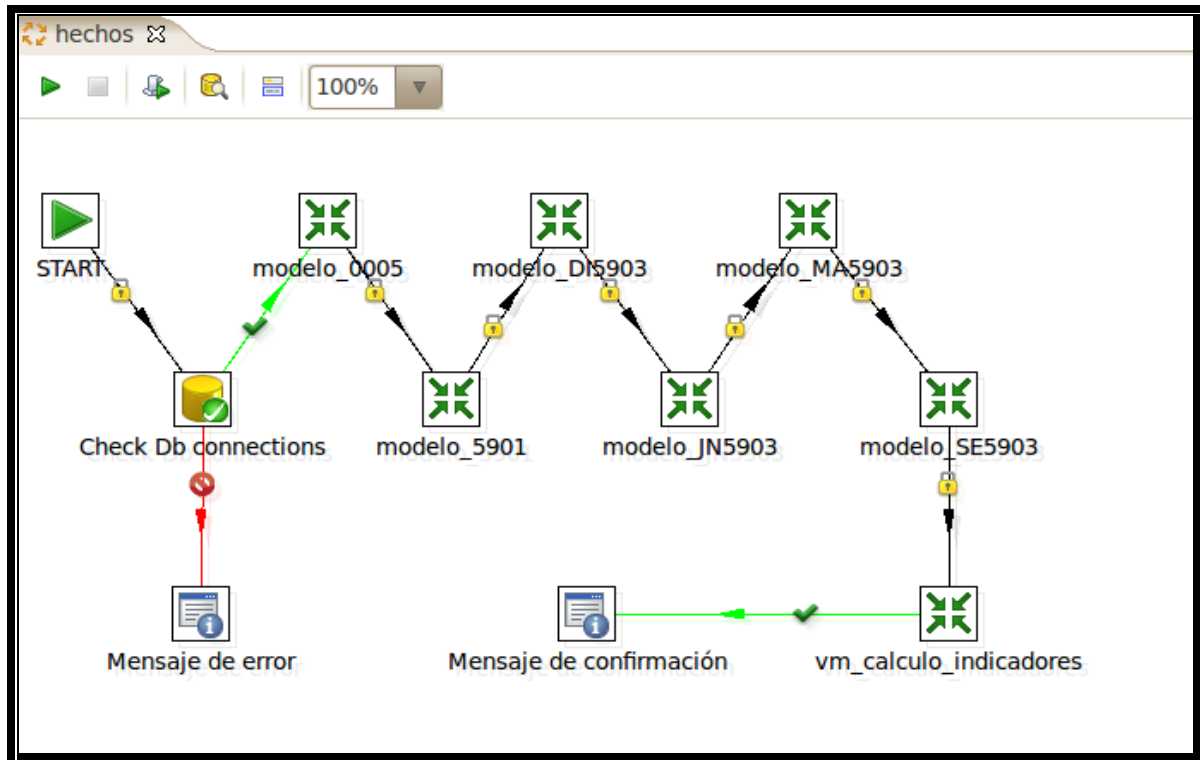 hechos
100%
START
modelo_0005
modelo_DI5903
modelo_MA5903
Check Db connections
modelo_5901
modelo_JN5903
modelo_SE5903
Mensaje de error
Mensaje de confirmación
vm_calculo_indicadores